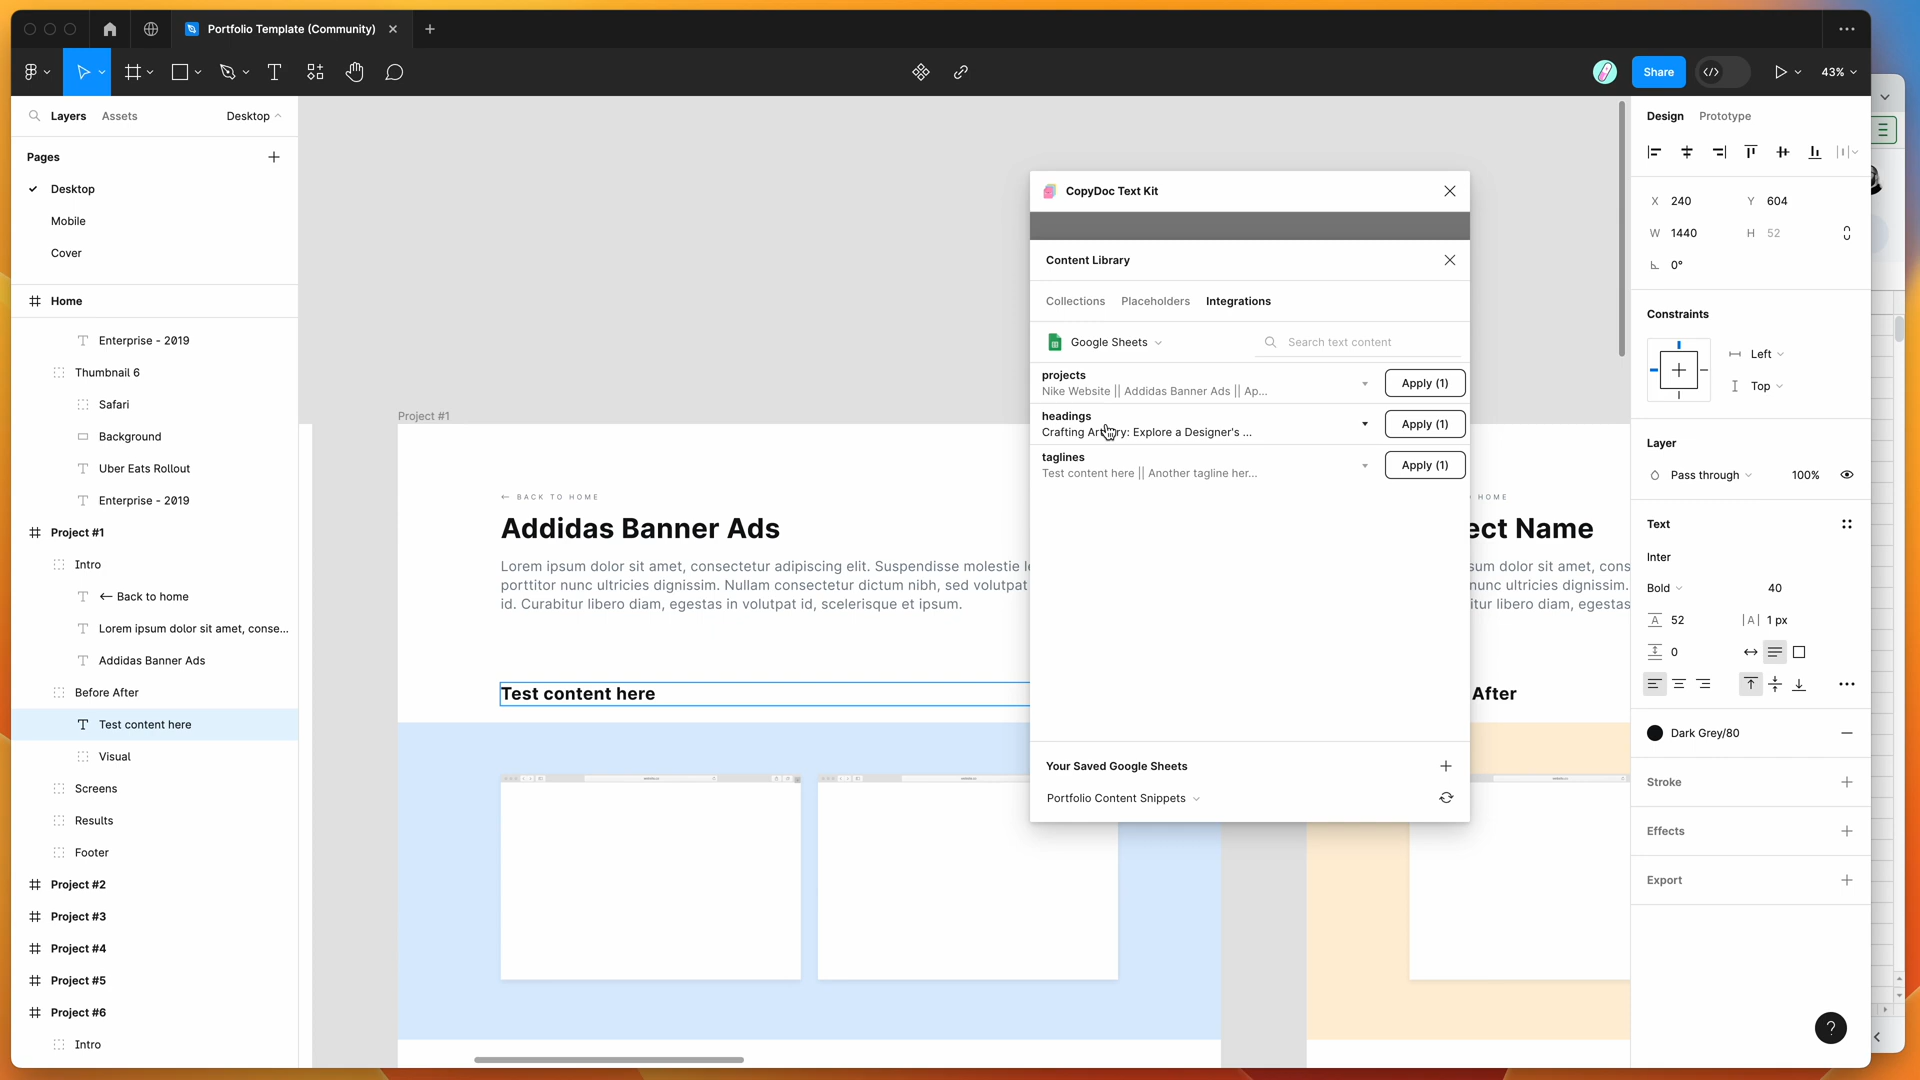 Portfolio Template (Community)
Share
43%
Layers
Assets
Desktop
Pages
Desktop
Mobile
Cover
Home
Enterprise - 2019
Thumbnail 6
Safari
Background
Uber Eats Rollout
Enterprise - 2019
Project #1
Intro
← Back to home
Lorem ipsum dolor sit amet, conse...
Addidas Banner Ads
Before After
Test content here
Visual
Screens
Results
Footer
Project #2
Project #3
Project #4
Project #5
Project #6
Intro
Project #1
← BACK TO HOME
Addidas Banner Ads
Lorem ipsum dolor sit amet, consectetur adipiscing elit. Suspendisse molestie
porttitor nunc ultricies dignissim. Nullam consectetur dictum nibh, sed volutpat
id. Curabitur libero diam, egestas in volutpat id, scelerisque et ipsum.
Test content here
CopyDoc Text Kit
Content Library
Collections
Placeholders
Integrations
Google Sheets
Search text content
projects
Nike Website || Addidas Banner Ads || Ap...
Apply (1)
headings
Crafting Artistry: Explore a Designer's ...
Apply (1)
taglines
Test content here || Another tagline her...
Apply (1)
Your Saved Google Sheets
Portfolio Content Snippets
HOME
ect Name
sum dolor sit amet, cons
nunc ultricies dignissim.
itur libero diam, egestas
After
Design
Prototype
X 240
Y 604
W 1440
H 52
0°
Constraints
Left
Top
Layer
Pass through
100%
Text
Inter
Bold
40
52
1 px
0
Dark Grey/80
Stroke
Effects
Export
?